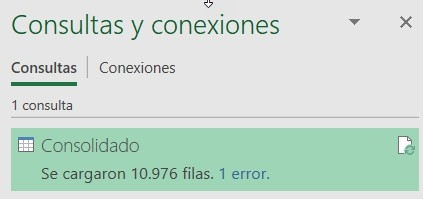 Consultas y conexiones
Consultas | Conexiones
1 consulta
Consolidado
Se cargaron 10.976 filas. 1 error.